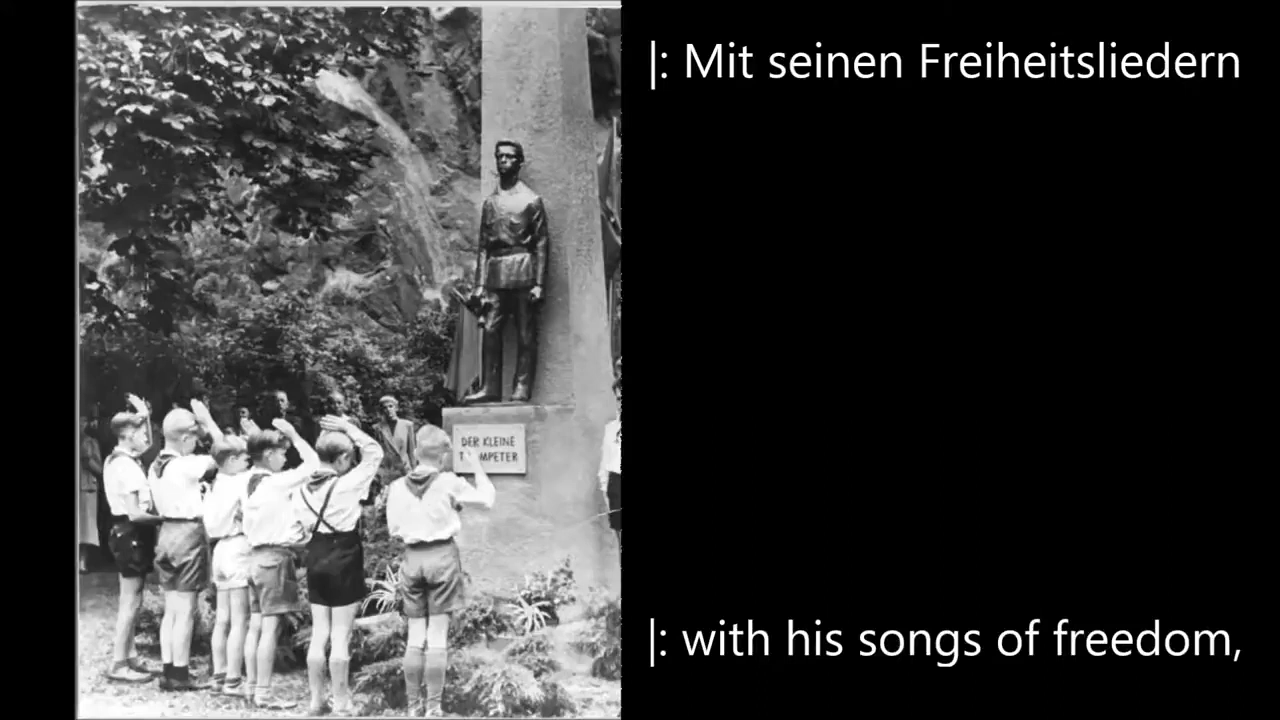 |: Mit seinen Freiheitsliedern
DER KLEINE
|: with his songs of freedom,